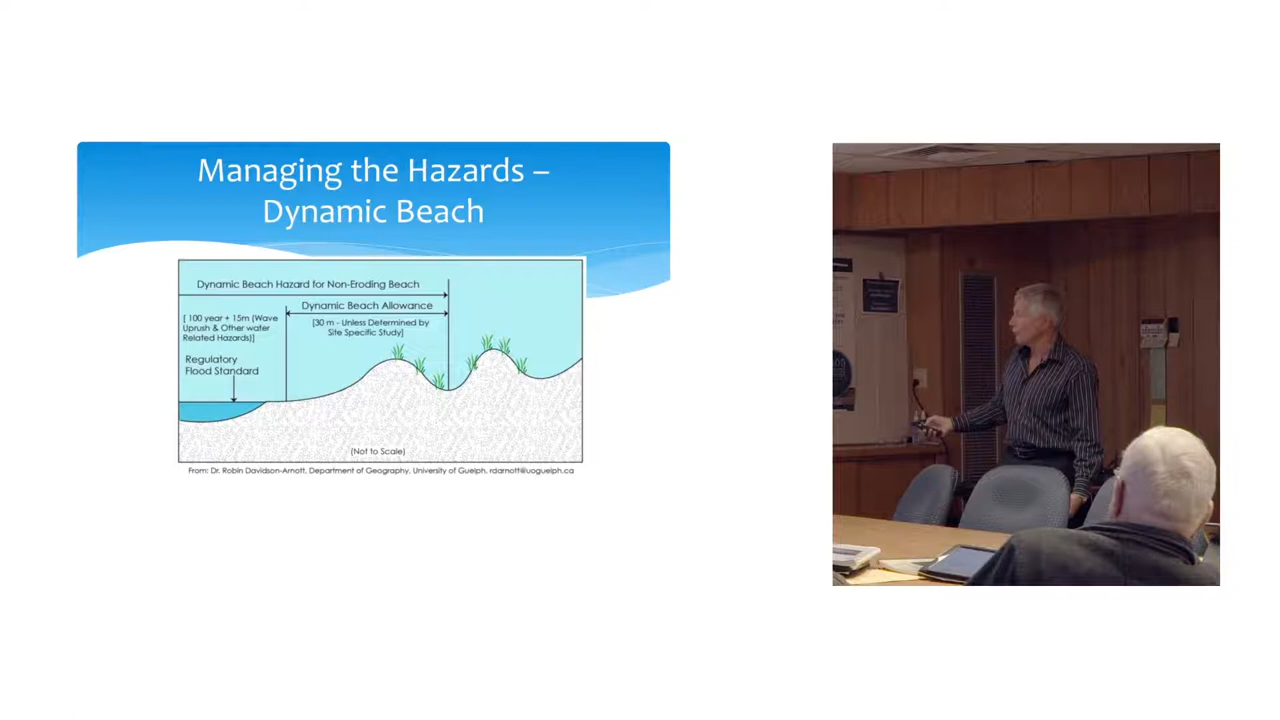 Managing the Hazards –
Dynamic Beach
Dynamic Beach Hazard for Non-Eroding Beach
Dynamic Beach Allowance
[ 100 year + 15m (Wave
Uprush & Other water
Related Hazards)]
[30 m - Unless Determined by
Site Specific Study]
Regulatory
Flood Standard
(Not to Scale)
From: Dr. Robin Davidson-Arnott, Department of Geography, University of Guelph, rdarnott@uoguelph.ca